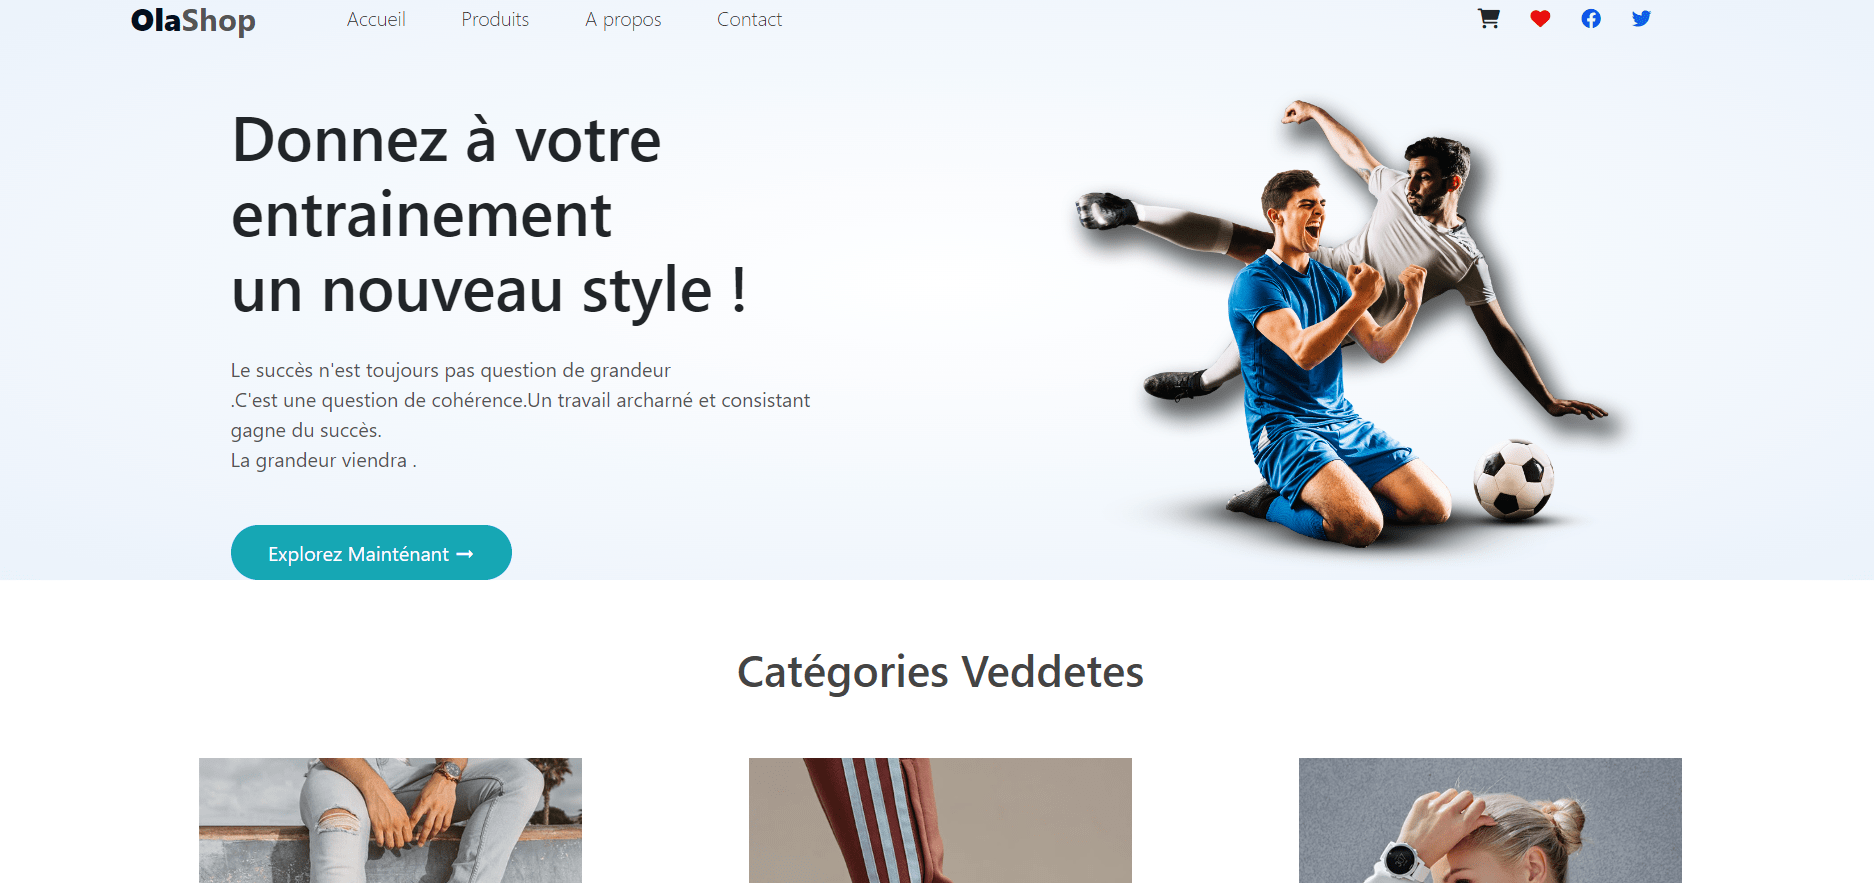 OlaShop
Accueil
Produits
A propos
Contact
Donnez à votre
entrainement
un nouveau style !
Le succès n'est toujours pas question de grandeur
.C'est une question de cohérence.Un travail archarné et consistant
gagne du succès.
La grandeur viendra .
Explorez Mainténant →
Catégories Veddetes